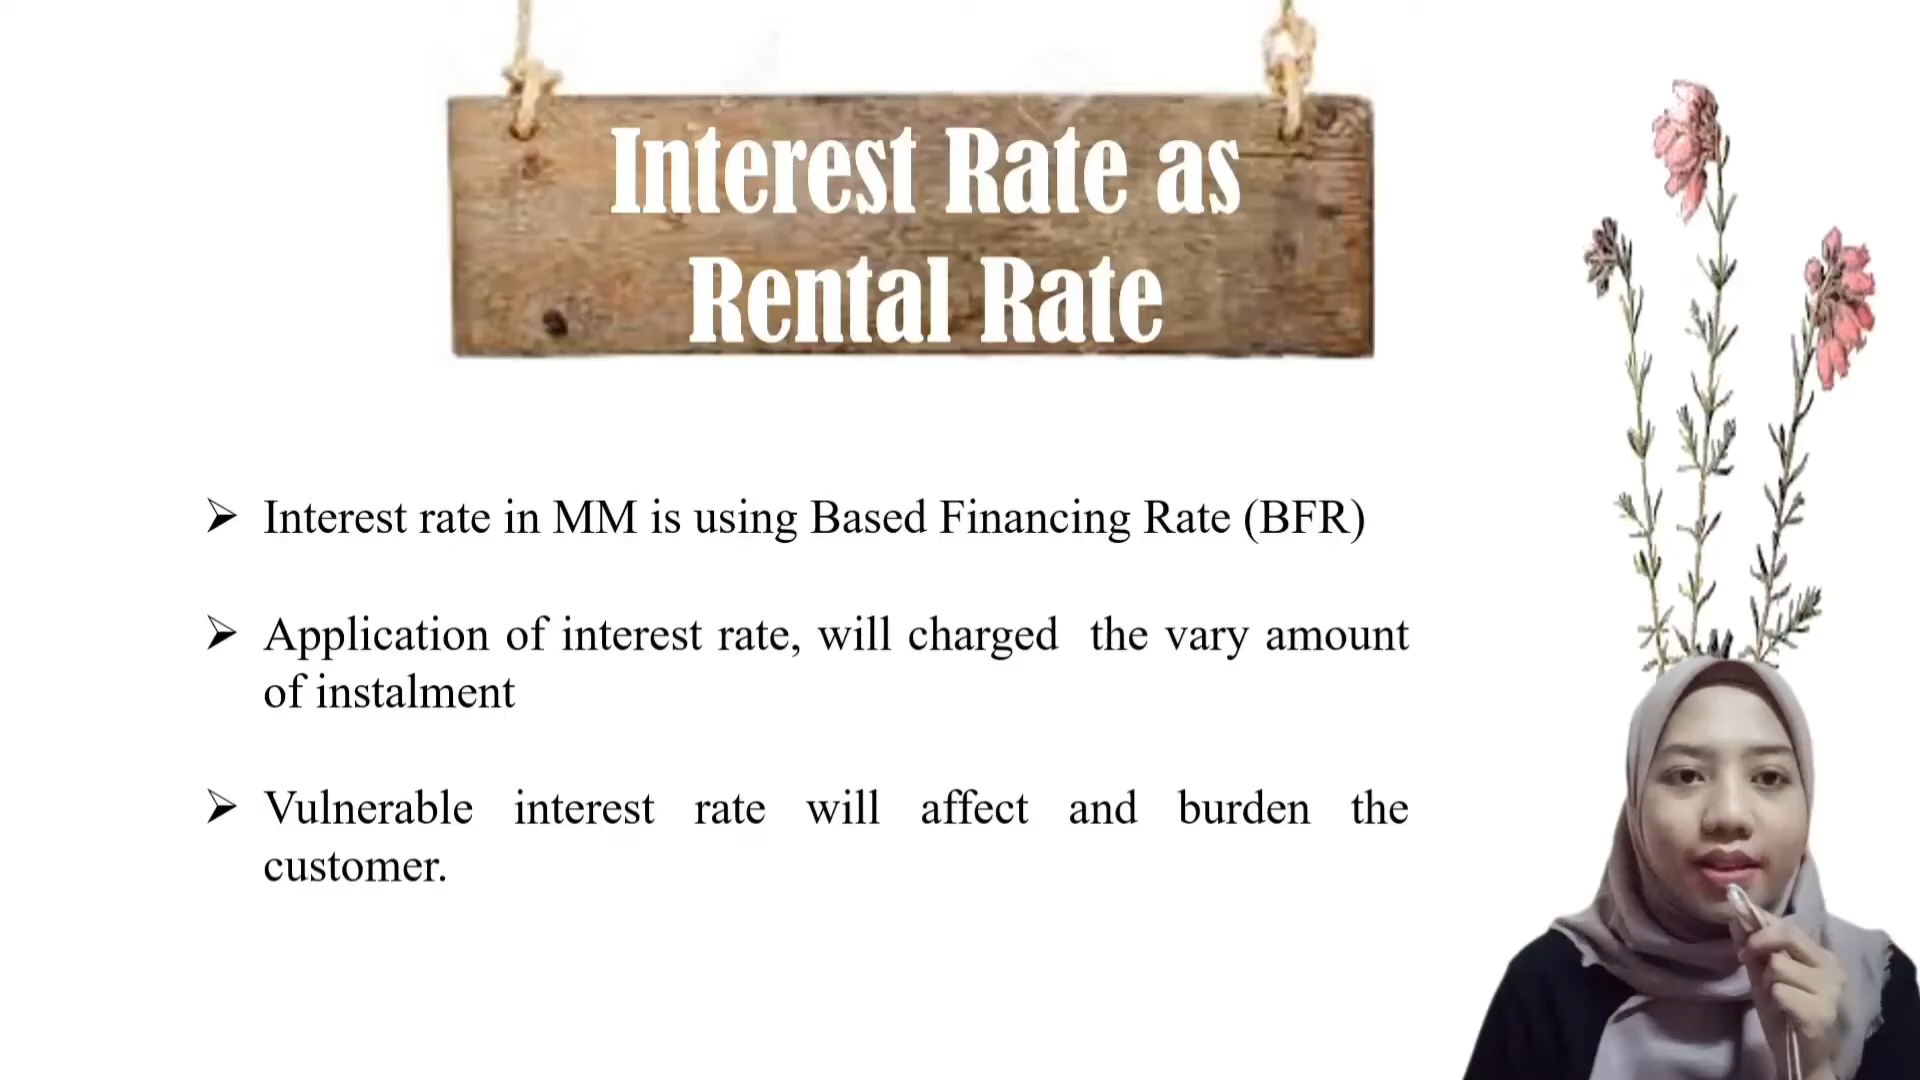 Interest Rate as
Rental Rate
Interest rate in MM is using Based Financing Rate (BFR)
Application of interest rate, will charged the vary amount
of instalment
Vulnerable interest rate will affect and burden the
customer.